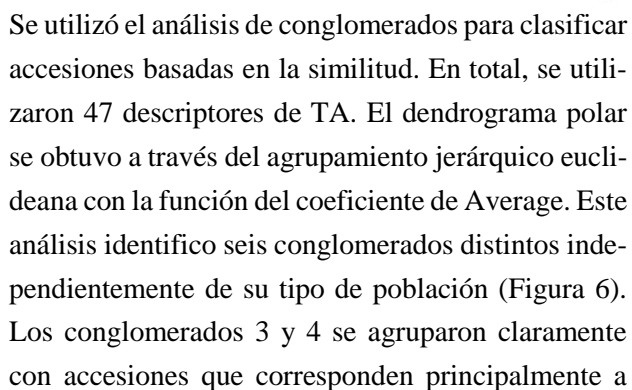 Se utilizó el análisis de conglomerados para clasificar
accesiones basadas en la similitud. En total, se utili-
zaron 47 descriptores de TA. El dendrograma polar
se obtuvo a través del agrupamiento jerárquico eucli-
deana con la función del coeficiente de Average. Este
análisis identifico seis conglomerados distintos inde-
pendientemente de su tipo de población (Figura 6).
Los conglomerados 3 y 4 se agruparon claramente
con accesiones que corresponden principalmente a